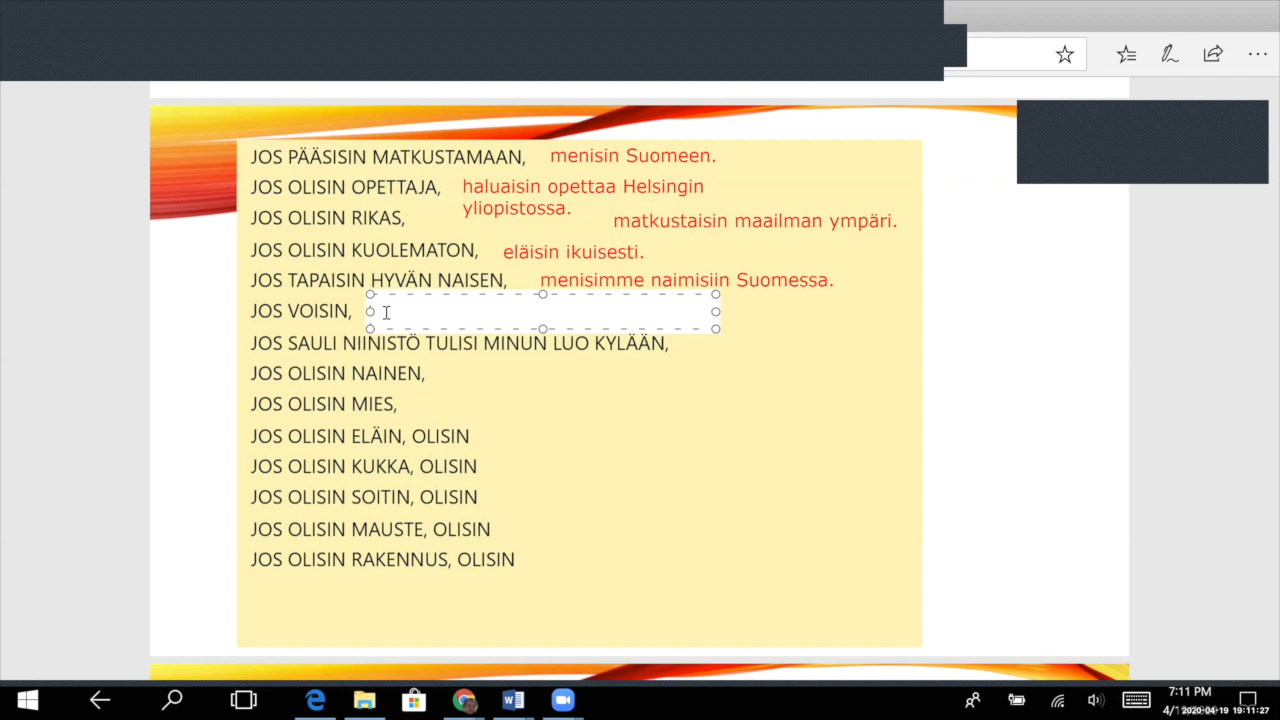 JOS PÄÄSISIN MATKUSTAMAAN, menisin Suomeen.
JOS OLISIN OPETTAJA, haluaisin opettaa Helsingin
yliopistossa.
JOS OLISIN RIKAS, matkustaisin maailman ympäri.
JOS OLISIN KUOLEMATON, eläisin ikuisesti.
JOS TAPAISIN HYVÄN NAISEN, menisimme naimisiin Suomessa.
JOS VOISIN,
JOS SAULI NIINISTÖ TULISI MINUN LUO KYLÄÄN,
JOS OLISIN NAINEN,
JOS OLISIN MIES,
JOS OLISIN ELÄIN, OLISIN
JOS OLISIN KUKKA, OLISIN
JOS OLISIN SOITIN, OLISIN
JOS OLISIN MAUSTE, OLISIN
JOS OLISIN RAKENNUS, OLISIN
7:11 PM
2020-04-19 19:11:27